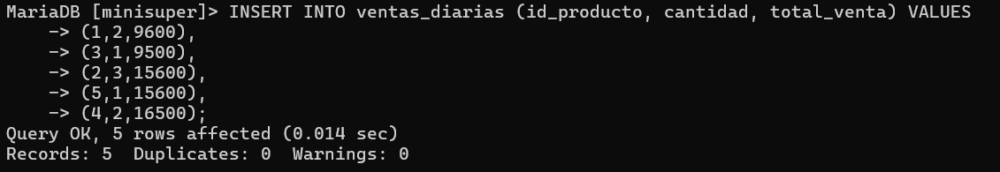 MariaDB [minisuper]> INSERT INTO ventas_diarias (id_producto, cantidad, total_venta) VALUES
    -> (1,2,9600),
    -> (3,1,9500),
    -> (2,3,15600),
    -> (5,1,15600),
    -> (4,2,16500);
Query OK, 5 rows affected (0.014 sec)
Records: 5  Duplicates: 0  Warnings: 0